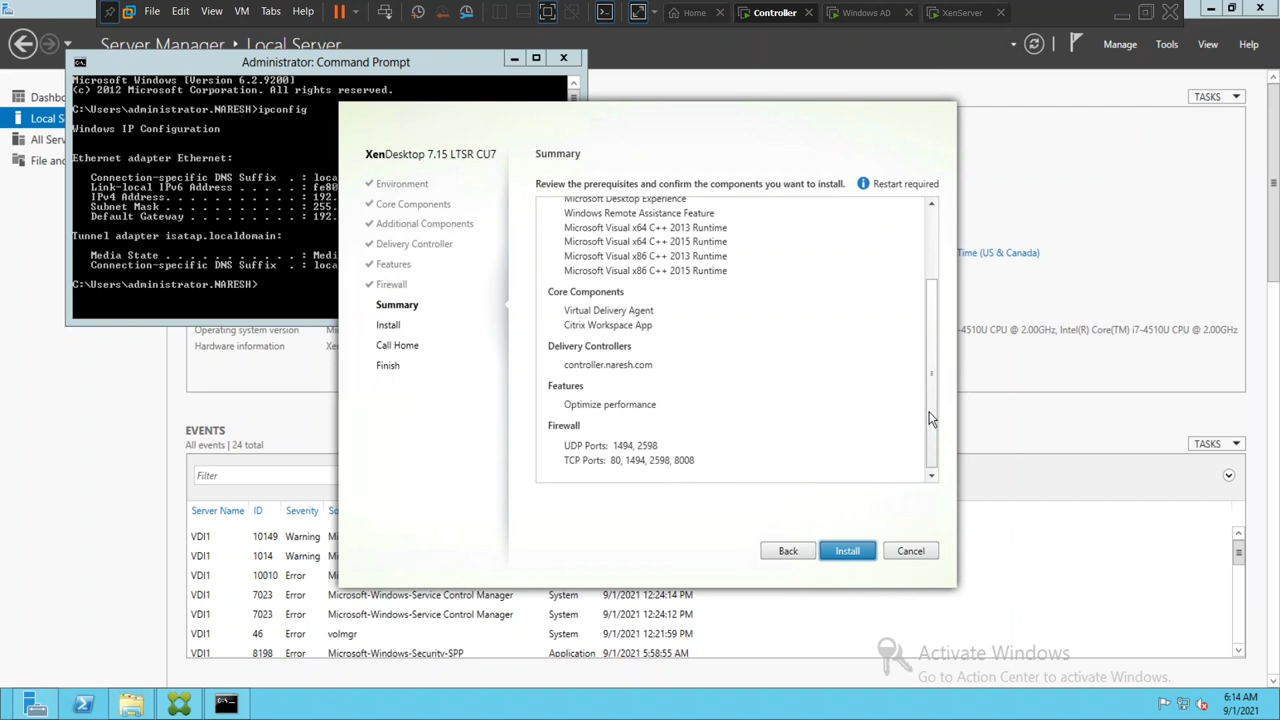 File Edit View VM Tabs Help
Home
Controller
Windows AD
XenServer
Server Manager Local Server
Manage Tools View Help
Administrator: Command Prompt
Microsoft Windows [Version 6.2.9200]
(c) 2012 Microsoft Corporation. All rights reserved.
C:\Users\administrator.NARESH>ipconfig
Windows IP Configuration
Ethernet adapter Ethernet:
Connection-specific DNS Suffix . : loca
Link-local IPv6 Address . . . . . : fe80
IPv4 Address. . . . . . . . . . . : 192.
Subnet Mask . . . . . . . . . . . : 255.
Default Gateway . . . . . . . . . : 192.
Tunnel adapter isatap.localdomain:
Media State . . . . . . . . . . . : Medi
Connection-specific DNS Suffix . : loca
C:\Users\administrator.NARESH>
Dashbo
Local S
All Serv
File and
TASKS
XenDesktop 7.15 LTSR CU7
Environment
Core Components
Additional Components
Delivery Controller
Features
Firewall
Summary
Install
Call Home
Finish
Summary
Review the prerequisites and confirm the components you want to install.
Restart required
Microsoft Desktop Experience
Windows Remote Assistance Feature
Microsoft Visual x64 C++ 2013 Runtime
Microsoft Visual x64 C++ 2015 Runtime
Microsoft Visual x86 C++ 2013 Runtime
Microsoft Visual x86 C++ 2015 Runtime
Core Components
Virtual Delivery Agent
Citrix Workspace App
Delivery Controllers
controller.naresh.com
Features
Optimize performance
Firewall
UDP Ports: 1494, 2598
TCP Ports: 80, 1494, 2598, 8008
Back Install Cancel
Time (US & Canada)
Operating system version Mi
Hardware information Xe
-4510U CPU @ 2.00GHz, Intel(R) Core(TM) i7-4510U CPU @ 2.00GHz
EVENTS
All events | 24 total
TASKS
Filter
Server Name ID Severity So
VDI1 10149 Warning Mi
VDI1 1014 Warning Mi
VDI1 10010 Error Mi
VDI1 7023 Error Microsoft-Windows-Service Control Manager System 9/1/2021 12:24:14 PM
VDI1 7023 Error Microsoft-Windows-Service Control Manager System 9/1/2021 12:24:12 PM
VDI1 46 Error volmgr System 9/1/2021 12:21:59 PM
VDI1 8198 Error Microsoft-Windows-Security-SPP Application 9/1/2021 5:58:55 AM
Activate Windows
Go to Action Center to activate Windows.
6:14 AM
9/1/2021